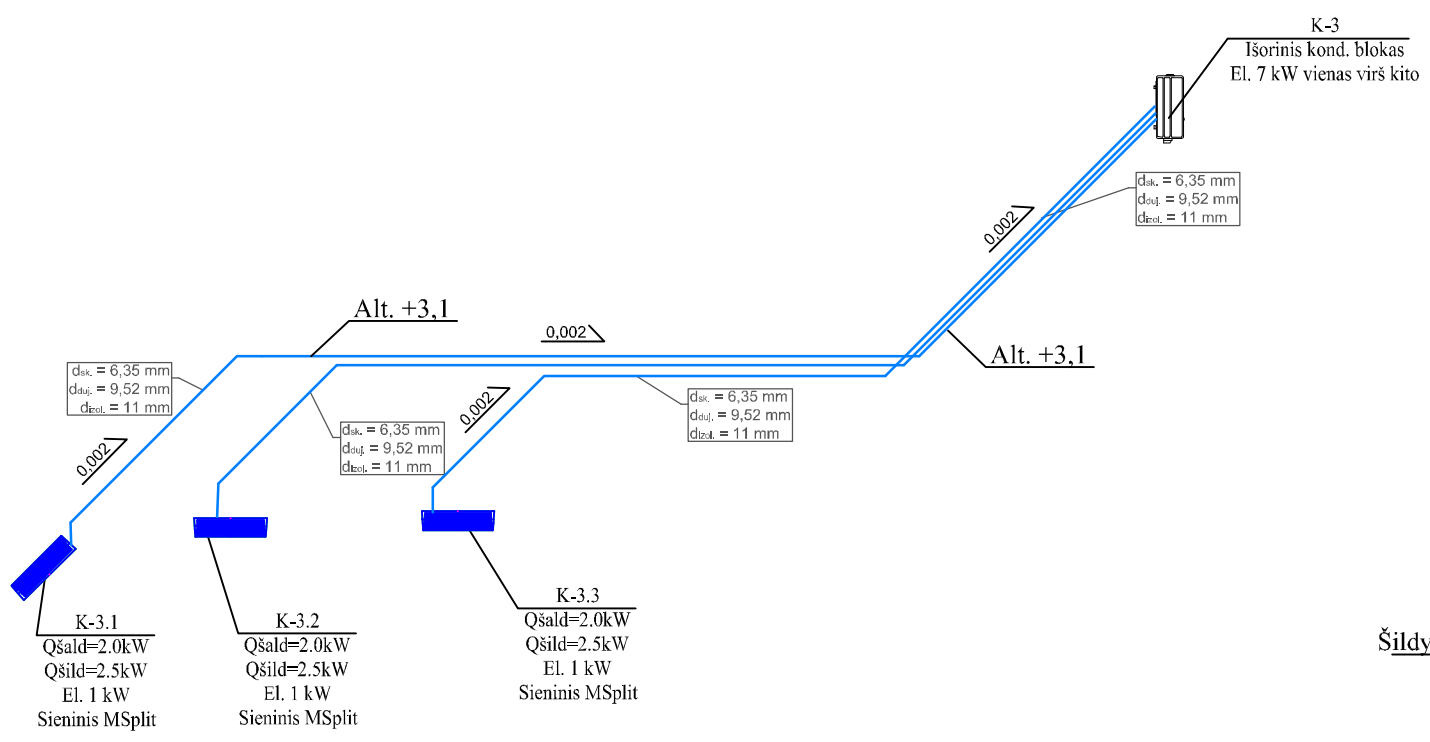 K-3
Išorinis kond. blokas
El. 7 kW vienas virš kito
dsk. = 6,35 mm
dduj. = 9,52 mm
dizol. = 11 mm
0,002
Alt. +3,1
0,002
Alt. +3,1
dsk. = 6,35 mm
dduj. = 9,52 mm
dizol. = 11 mm
0,002
dsk. = 6,35 mm
dduj. = 9,52 mm
dizol. = 11 mm
0,002
dsk. = 6,35 mm
dduj. = 9,52 mm
dizol. = 11 mm
K-3.1
Qšald=2.0kW
Qšild=2.5kW
El. 1 kW
Sieninis MSplit
K-3.2
Qšald=2.0kW
Qšild=2.5kW
El. 1 kW
Sieninis MSplit
K-3.3
Qšald=2.0kW
Qšild=2.5kW
El. 1 kW
Sieninis MSplit
Šildy